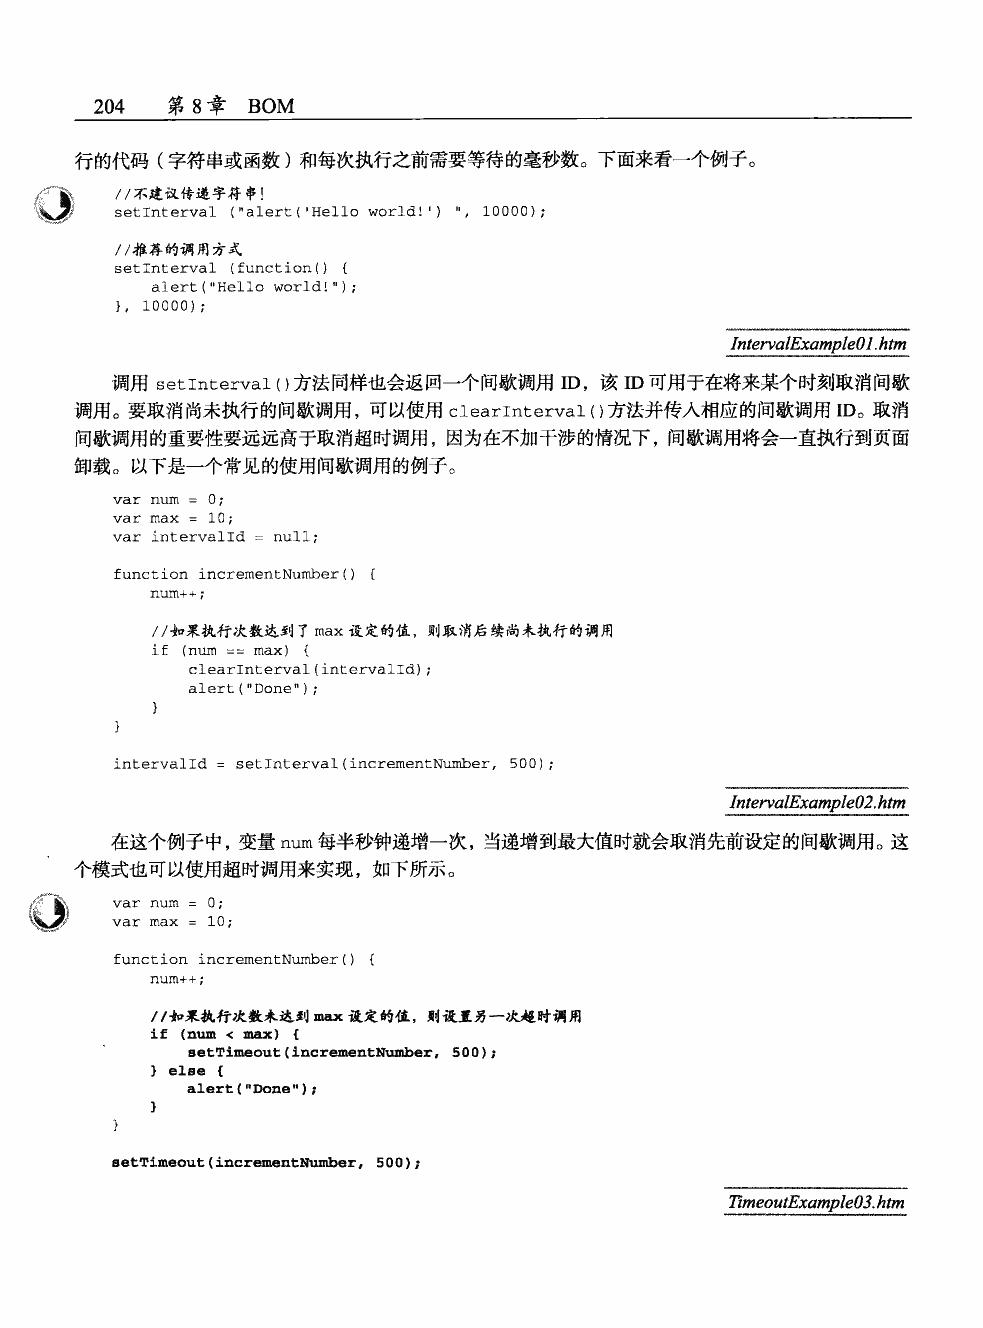 204 第8章 BOM
行的代码（字符串或函数）和每次执行之前需要等待的毫秒数。下面来看一个例子。
//不建议传递字符串！
setInterval ("alert('Hello world!') ", 10000);
//推荐的调用方式
setInterval (function() {
    alert("Hello world!");
}, 10000);
IntervalExample01.htm
调用 setInterval()方法同样也会返回一个间歇调用 ID，该 ID 可用于在将来某个时刻取消间歇
调用。要取消尚未执行的间歇调用，可以使用 clearInterval()方法并传入相应的间歇调用 ID。取消
间歇调用的重要性要远远高于取消超时调用，因为在不加干涉的情况下，间歇调用将会一直执行到页面
卸载。以下是一个常见的使用间歇调用的例子。
var num = 0;
var max = 10;
var intervalId = null;
function incrementNumber() {
    num++;
    //如果执行次数达到了 max 设定的值，则取消后续尚未执行的调用
    if (num == max) {
        clearInterval(intervalId);
        alert("Done");
    }
}
intervalId = setInterval(incrementNumber, 500);
IntervalExample02.htm
在这个例子中，变量 num 每半秒钟递增一次，当递增到最大值时就会取消先前设定的间歇调用。这
个模式也可以使用超时调用来实现，如下所示。
var num = 0;
var max = 10;
function incrementNumber() {
    num++;
    //如果执行次数未达到 max 设定的值，则设置另一次超时调用
    if (num < max) {
        setTimeout(incrementNumber, 500);
    } else {
        alert("Done");
    }
}
setTimeout(incrementNumber, 500);
TimeoutExample03.htm